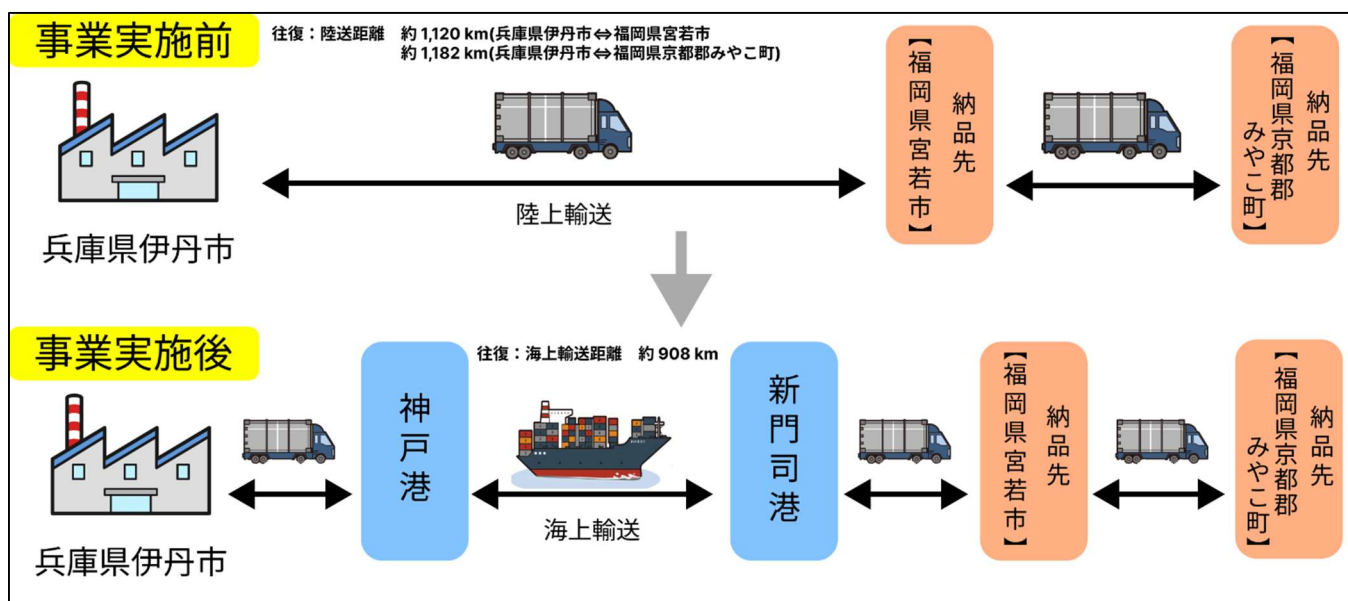 事業実施前
往復：陸送距離　約 1,120 km(兵庫県伊丹市⇔福岡県宮若市
約 1,182 km(兵庫県伊丹市⇔福岡県京都郡みやこ町)
兵庫県伊丹市
陸上輸送
納品先
【福岡県宮若市】
納品先
【福岡県京都郡
みやこ町】
事業実施後
往復：海上輸送距離　約 908 km
兵庫県伊丹市
神戸港
海上輸送
新門司港
納品先
【福岡県宮若市】
納品先
【福岡県京都郡
みやこ町】